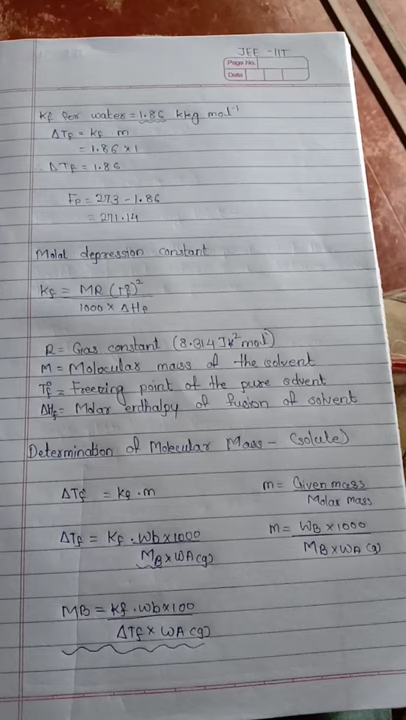 JEE - IIT
Page No.
Date
Kf for water = 1.86 kkg mol⁻¹
ΔTf = Kf m
= 1.86 × 1
ΔTf = 1.86
Fp = 273 - 1.86
= 271.14
Molal depression constant
Kf = MR (Tf°)² / 1000 × ΔHf
R = Gas constant (8.314 JK⁻¹ mol⁻¹)
M = Molecular mass of the solvent
Tf° = Freezing point of the pure solvent
ΔHf = Molar enthalpy of fusion of solvent
Determination of Molecular Mass - (solute)
ΔTf = Kf . m
m = Given mass / Molar mass
ΔTf = Kf . Wb × 1000 / MB × WA (g)
m = WB × 1000 / MB × WA (g)
MB = Kf . Wb × 100 / ΔTf × WA (g)